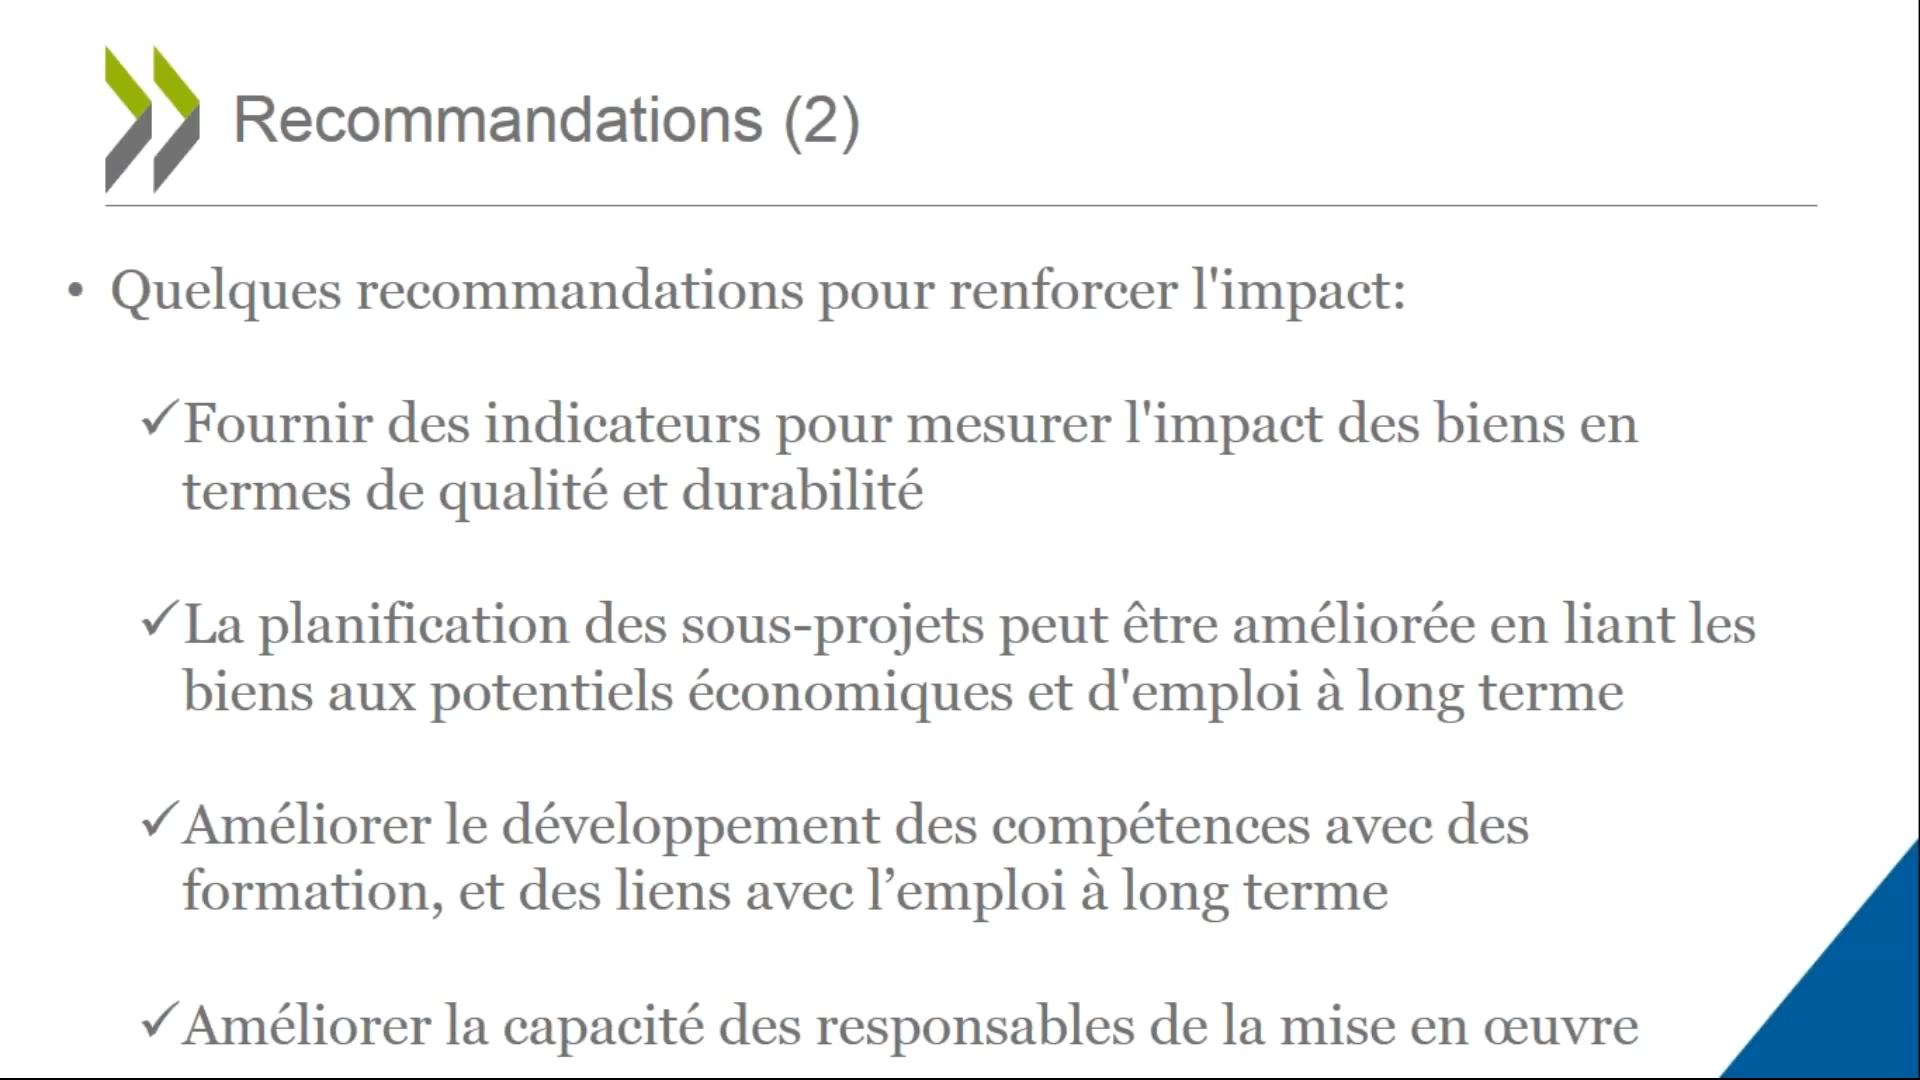 Recommandations (2)
• Quelques recommandations pour renforcer l'impact:
✓Fournir des indicateurs pour mesurer l'impact des biens en
termes de qualité et durabilité
✓La planification des sous-projets peut être améliorée en liant les
biens aux potentiels économiques et d'emploi à long terme
✓Améliorer le développement des compétences avec des
formation, et des liens avec l’emploi à long terme
✓Améliorer la capacité des responsables de la mise en œuvre